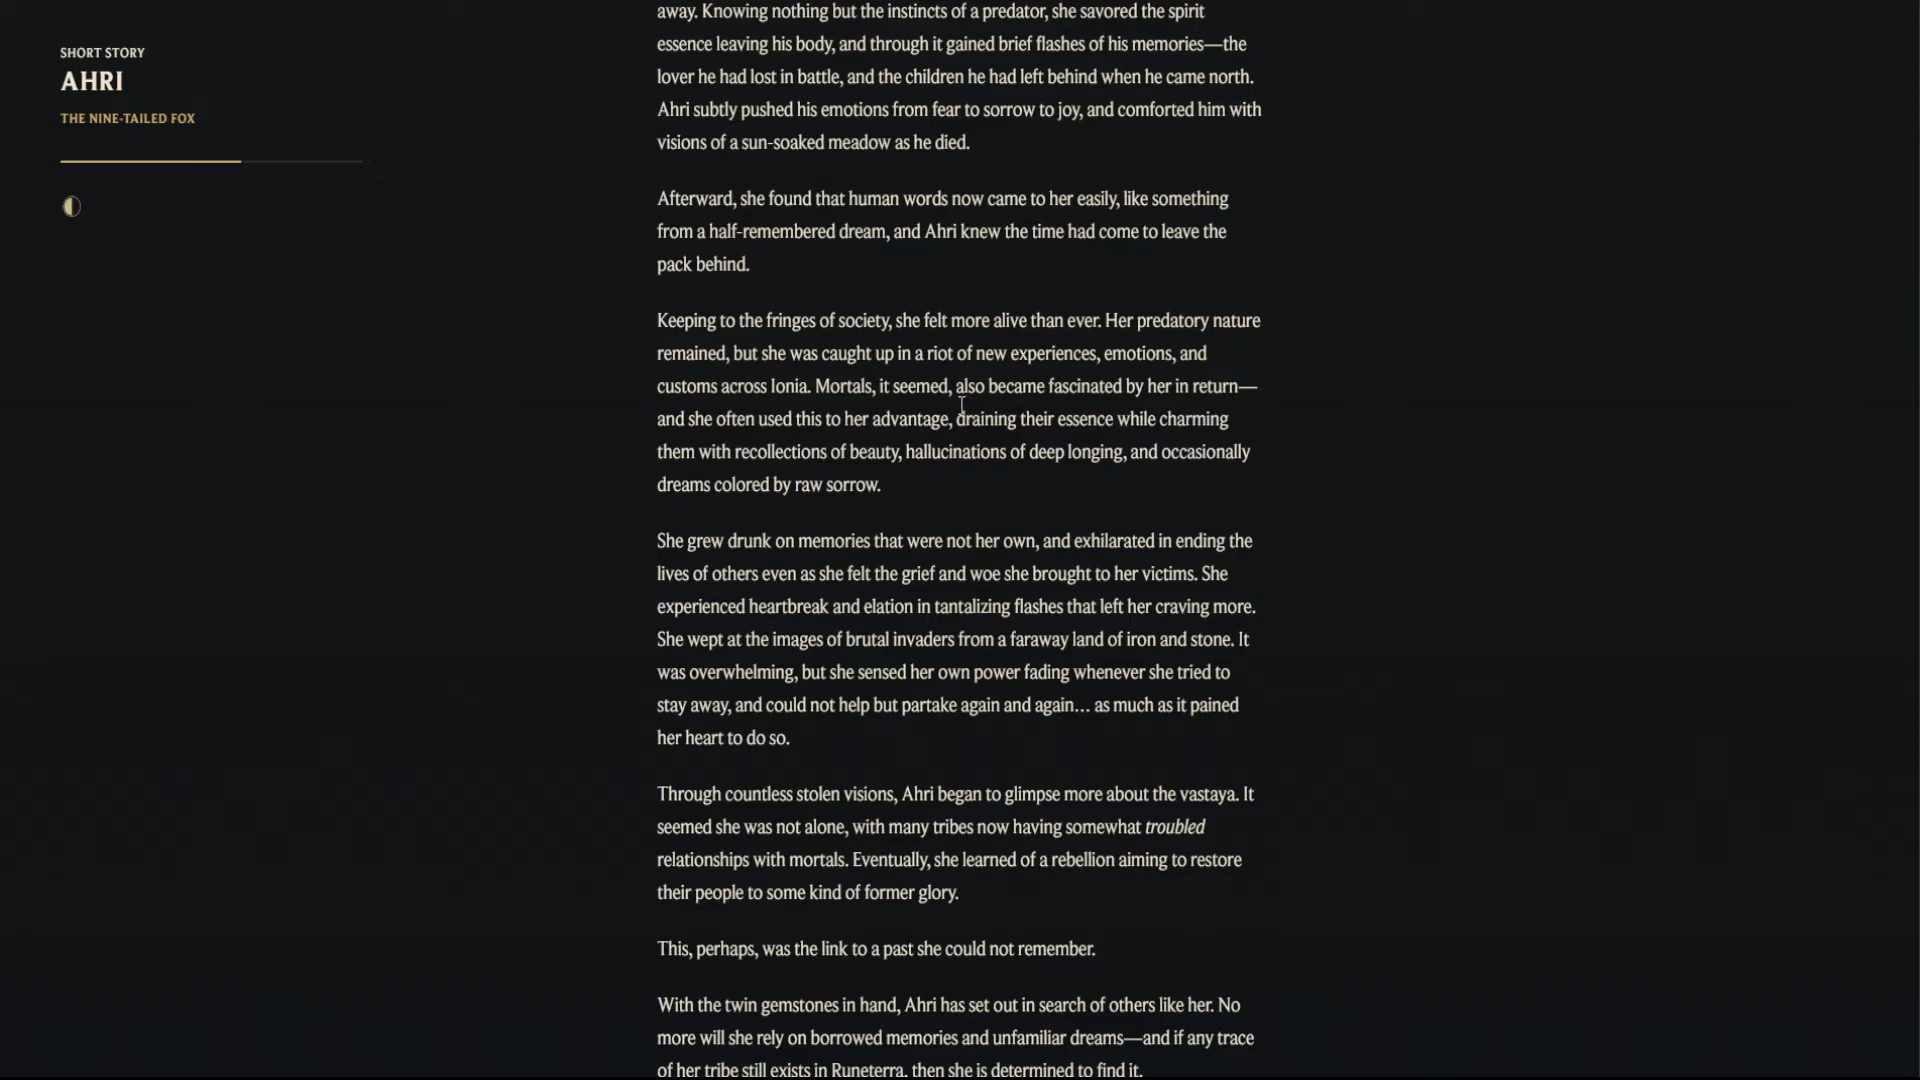 SHORT STORY
AHRI
THE NINE-TAILED FOX
away. Knowing nothing but the instincts of a predator, she savored the spirit
essence leaving his body, and through it gained brief flashes of his memories—the
lover he had lost in battle, and the children he had left behind when he came north.
Ahri subtly pushed his emotions from fear to sorrow to joy, and comforted him with
visions of a sun-soaked meadow as he died.
Afterward, she found that human words now came to her easily, like something
from a half-remembered dream, and Ahri knew the time had come to leave the
pack behind.
Keeping to the fringes of society, she felt more alive than ever. Her predatory nature
remained, but she was caught up in a riot of new experiences, emotions, and
customs across Ionia. Mortals, it seemed, also became fascinated by her in return—
and she often used this to her advantage, draining their essence while charming
them with recollections of beauty, hallucinations of deep longing, and occasionally
dreams colored by raw sorrow.
She grew drunk on memories that were not her own, and exhilarated in ending the
lives of others even as she felt the grief and woe she brought to her victims. She
experienced heartbreak and elation in tantalizing flashes that left her craving more.
She wept at the images of brutal invaders from a faraway land of iron and stone. It
was overwhelming, but she sensed her own power fading whenever she tried to
stay away, and could not help but partake again and again… as much as it pained
her heart to do so.
Through countless stolen visions, Ahri began to glimpse more about the vastaya. It
seemed she was not alone, with many tribes now having somewhat troubled
relationships with mortals. Eventually, she learned of a rebellion aiming to restore
their people to some kind of former glory.
This, perhaps, was the link to a past she could not remember.
With the twin gemstones in hand, Ahri has set out in search of others like her. No
more will she rely on borrowed memories and unfamiliar dreams—and if any trace
of her tribe still exists in Runeterra, then she is determined to find it.